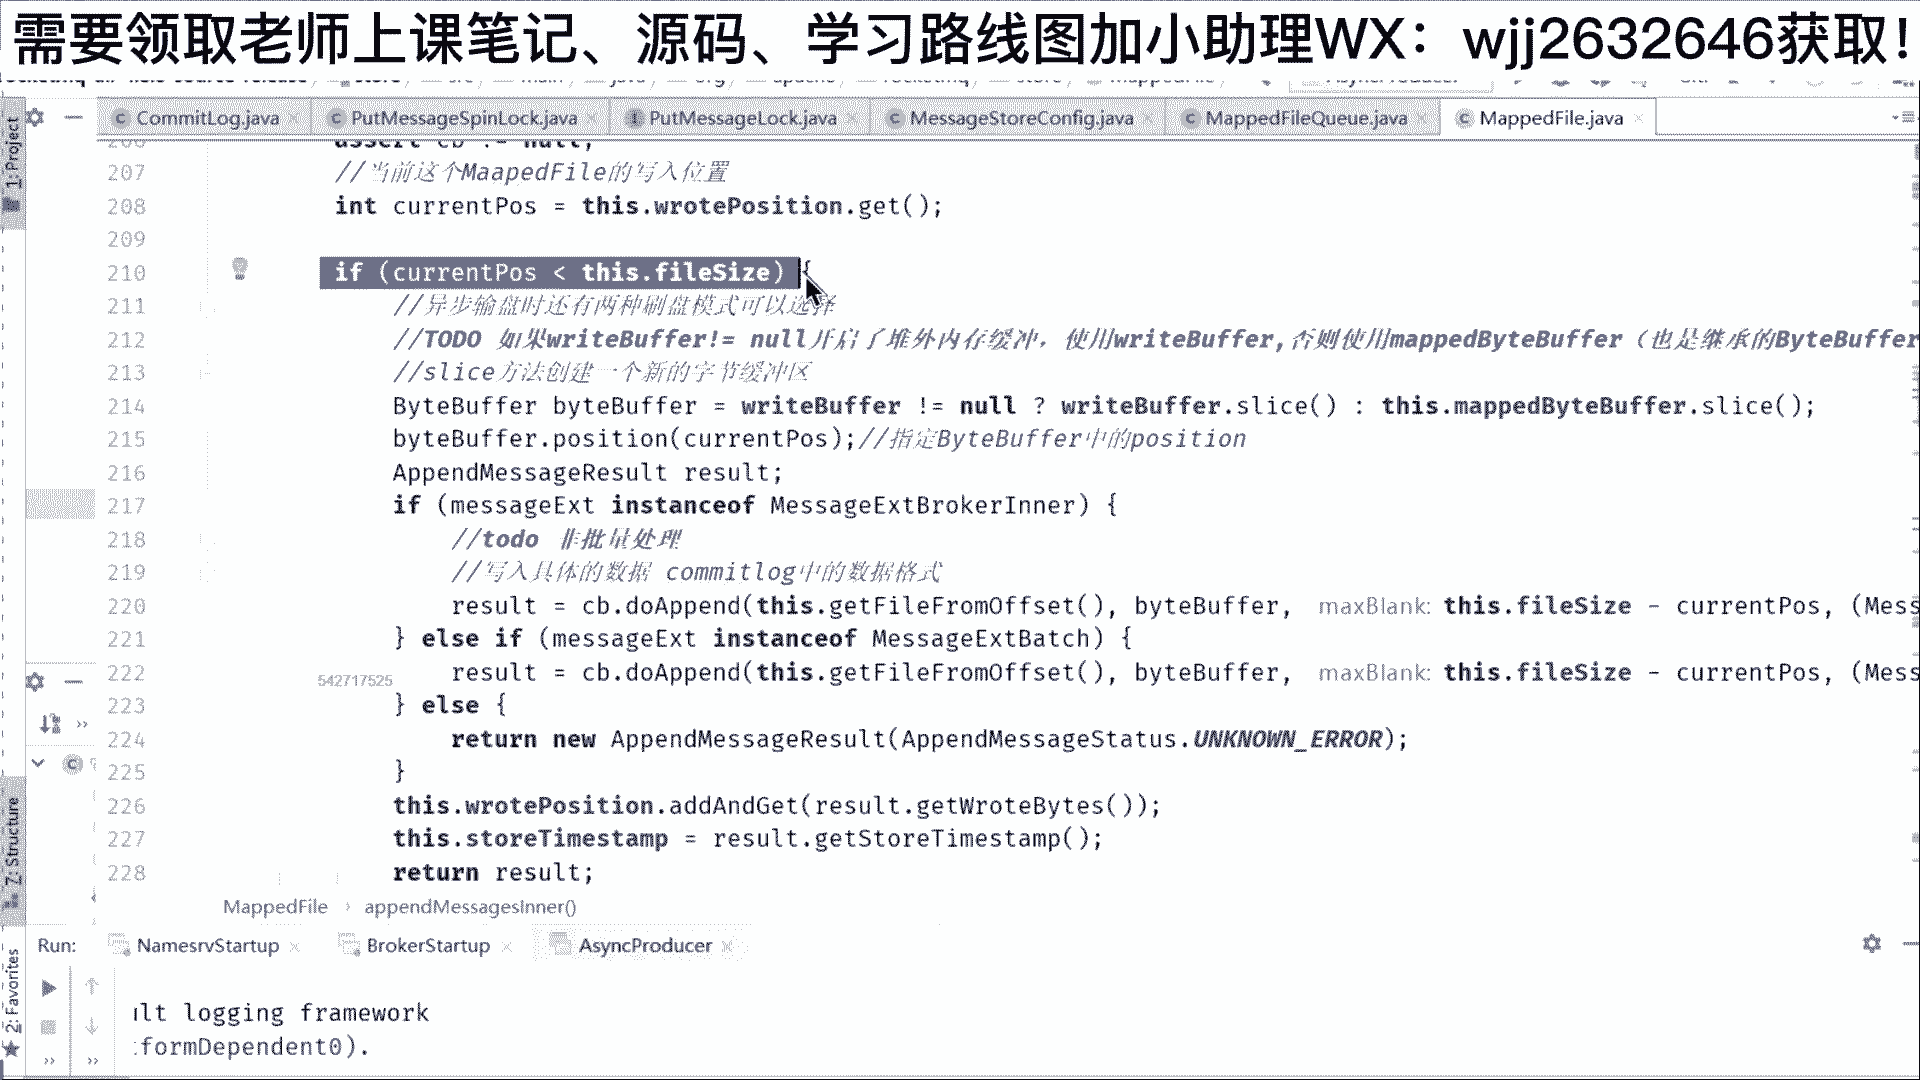 需要领取老师上课笔记、源码、学习路线图加小助理WX：wjj2632646获取！
CommitLog.java PutMessageSpinLock.java PutMessageLock.java MessageStoreConfig.java MappedFileQueue.java MappedFile.java
1: Project
206 assert cb != null;
207 //当前这个MaapedFile的写入位置
208 int currentPos = this.wrotePosition.get();
209
210 if (currentPos < this.fileSize) {
211 //异步输盘时还有两种刷盘模式可以选择
212 //TODO 如果writeBuffer!= null开启了堆外内存缓冲，使用writeBuffer,否则使用mappedByteBuffer（也是继承的ByteBuffer
213 //slice方法创建一个新的字节缓冲区
214 ByteBuffer byteBuffer = writeBuffer != null ? writeBuffer.slice() : this.mappedByteBuffer.slice();
215 byteBuffer.position(currentPos);//指定ByteBuffer中的position
216 AppendMessageResult result;
217 if (messageExt instanceof MessageExtBrokerInner) {
218 //todo 非批量处理
219 //写入具体的数据 commitlog中的数据格式
220 result = cb.doAppend(this.getFileFromOffset(), byteBuffer, maxBlank: this.fileSize - currentPos, (Mess
221 } else if (messageExt instanceof MessageExtBatch) {
222 result = cb.doAppend(this.getFileFromOffset(), byteBuffer, maxBlank: this.fileSize - currentPos, (Mess
542717525
223 } else {
224 return new AppendMessageResult(AppendMessageStatus.UNKNOWN_ERROR);
225 }
226 this.wrotePosition.addAndGet(result.getWroteBytes());
227 this.storeTimestamp = result.getStoreTimestamp();
228 return result;
7: Structure
MappedFile › appendMessagesInner()
Run: NamesrvStartup BrokerStartup AsyncProducer
2: Favorites
ult logging framework
formDependent0).